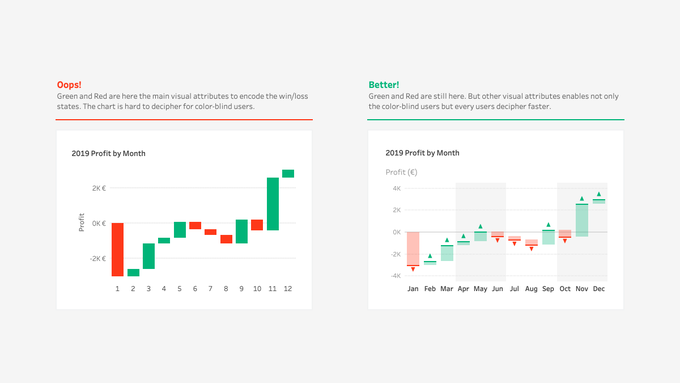 Oops!
Green and Red are here the main visual attributes to encode the win/loss
states. The chart is hard to decipher for color-blind users.
2019 Profit by Month
Profit
2K €
0K €
-2K €
1 2 3 4 5 6 7 8 9 10 11 12
Better!
Green and Red are still here. But other visual attributes enables not only
the color-blind users but every users decipher faster.
2019 Profit by Month
Profit (€)
4K
2K
0K
-2K
-4K
Jan Feb Mar Apr May Jun Jul Aug Sep Oct Nov Dec